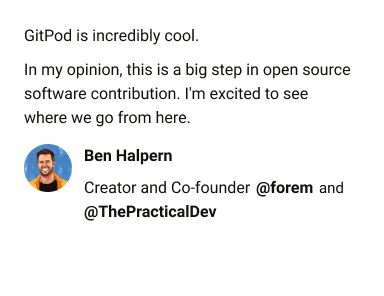 GitPod is incredibly cool.
In my opinion, this is a big step in open source
software contribution. I'm excited to see
where we go from here.
Ben Halpern
Creator and Co-founder @forem and
@ThePracticalDev